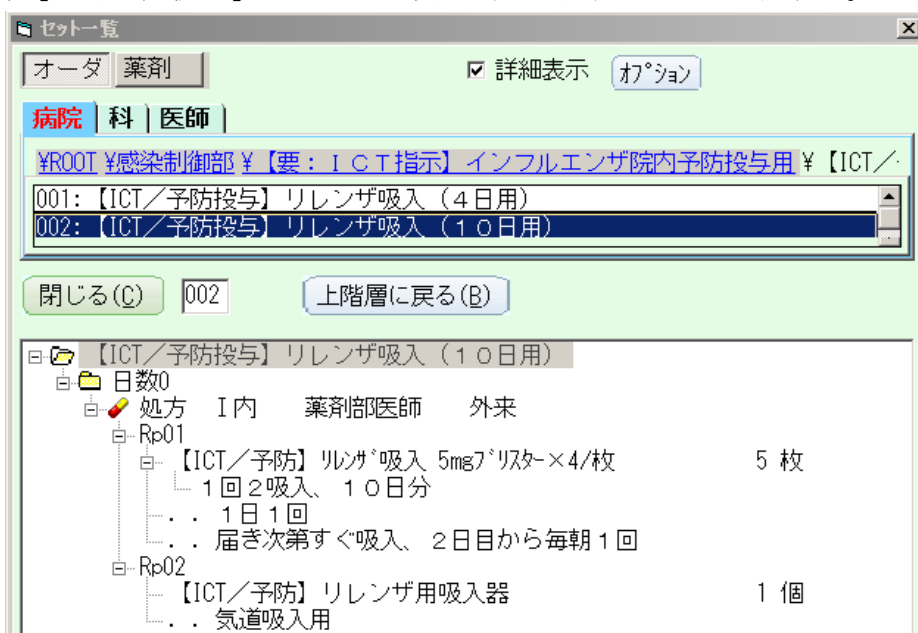 セット一覧
オーダ 薬剤 詳細表示 ｵﾌﾟｼｮﾝ
病院 科 医師
¥ROOT ¥感染制御部 ¥【要：ＩＣＴ指示】インフルエンザ院内予防投与用 ¥【ICT／
001:【ICT／予防投与】リレンザ吸入（４日用）
002:【ICT／予防投与】リレンザ吸入（１０日用）
閉じる(C) 002 上階層に戻る(B)
【ICT／予防投与】リレンザ吸入（１０日用）
日数0
処方 Ｉ内 薬剤部医師 外来
Rp01
【ICT／予防】ﾘﾚﾝｻﾞ吸入 5mgﾌﾞﾘｽﾀｰ×4/枚 5 枚
１回２吸入、１０日分
．．１日１回
．．届き次第すぐ吸入、２日目から毎朝１回
Rp02
【ICT／予防】リレンザ用吸入器 1 個
．．気道吸入用